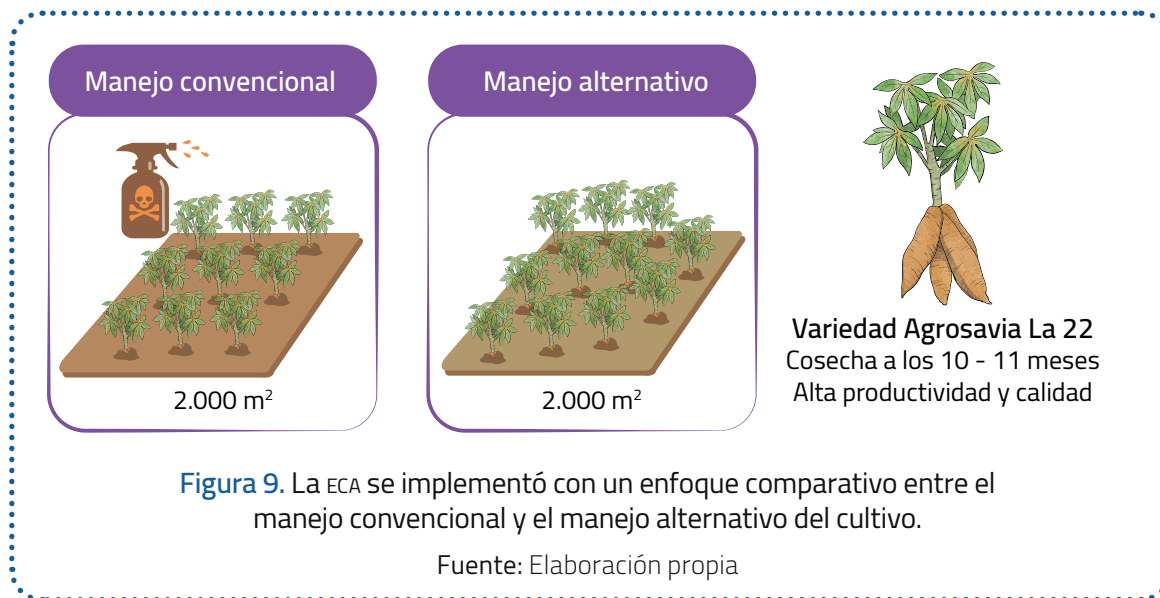 Manejo convencional
Manejo alternativo
2.000 m²
2.000 m²
Variedad Agrosavia La 22
Cosecha a los 10 - 11 meses
Alta productividad y calidad
Figura 9. La ECA se implementó con un enfoque comparativo entre el
manejo convencional y el manejo alternativo del cultivo.
Fuente: Elaboración propia